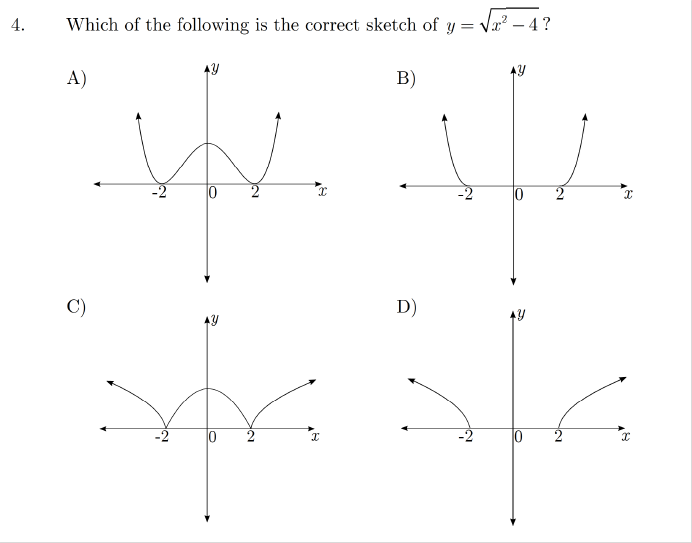 4. Which of the following is the correct sketch of y = √(x² − 4) ?
A) B)
y y
-2 0 2 x -2 0 2 x
C) D)
y y
-2 0 2 x -2 0 2 x